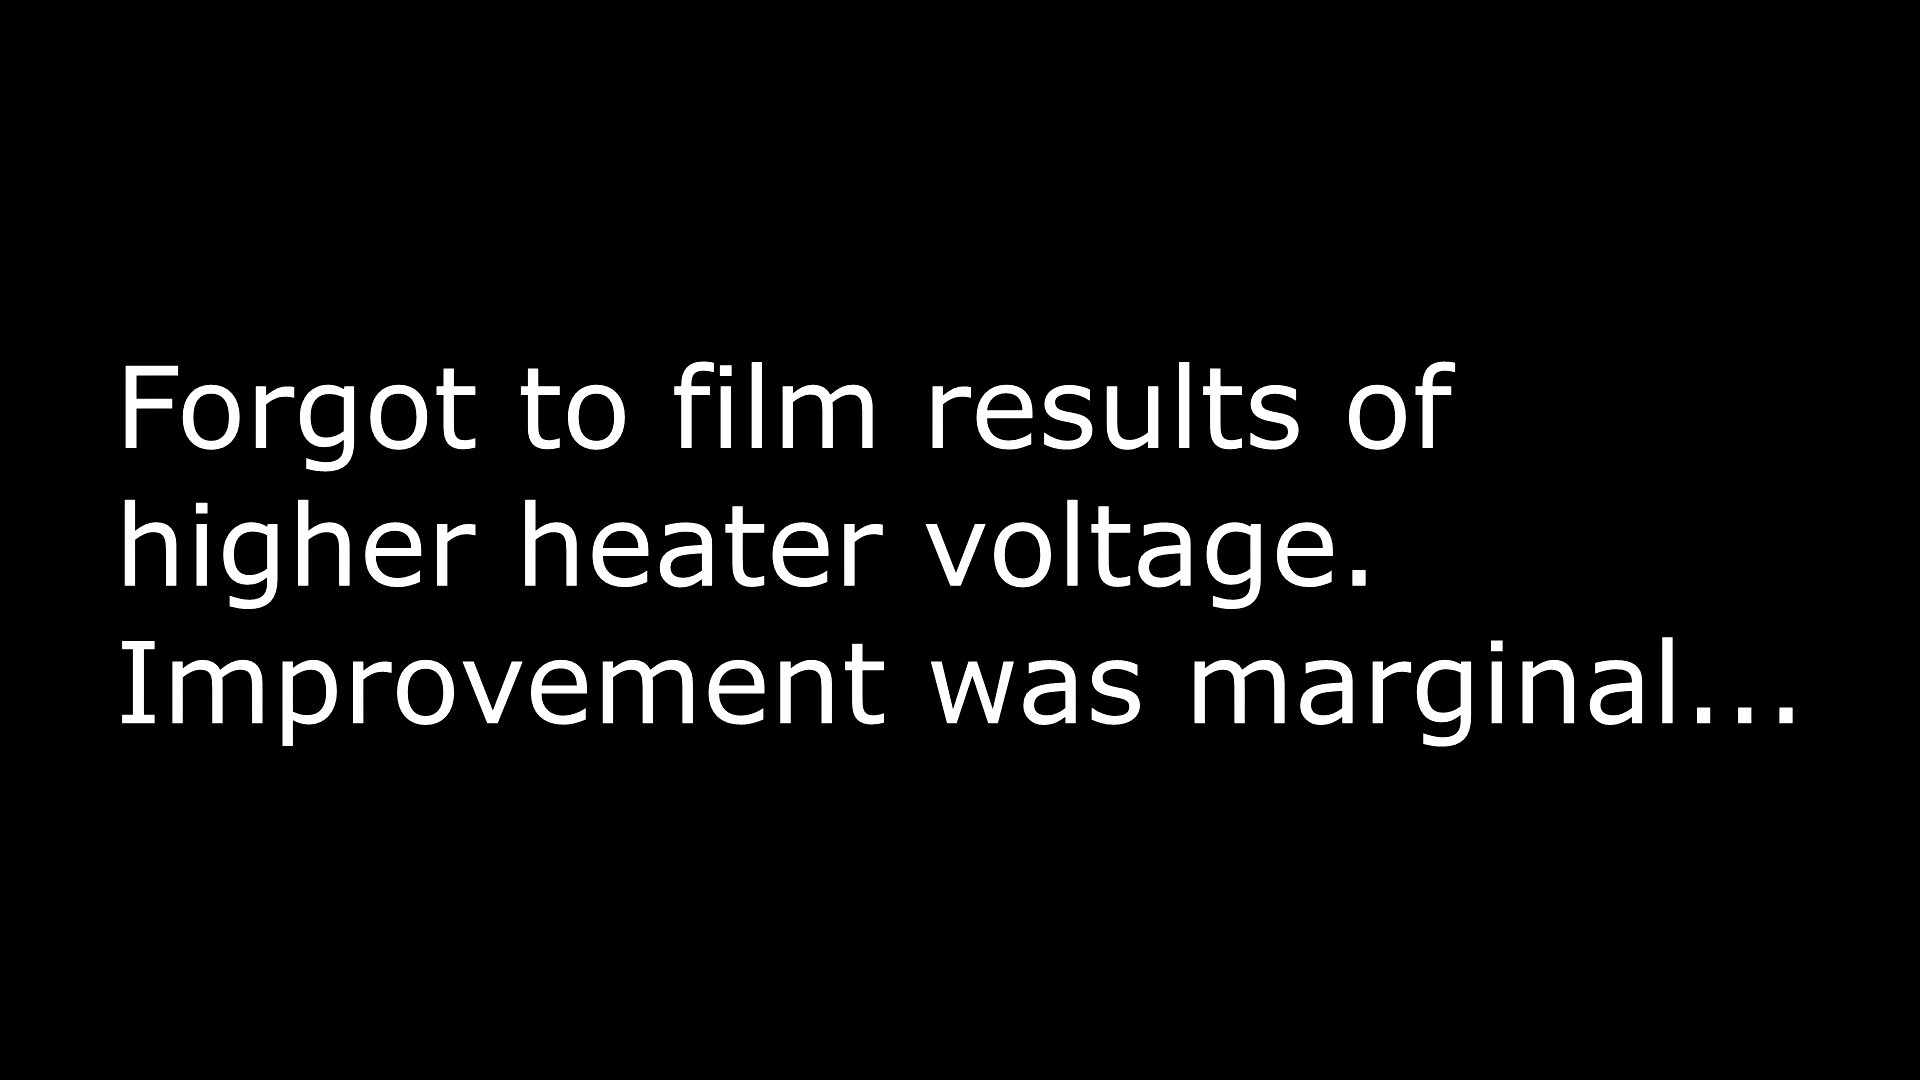 Forgot to film results of
higher heater voltage.
Improvement was marginal...